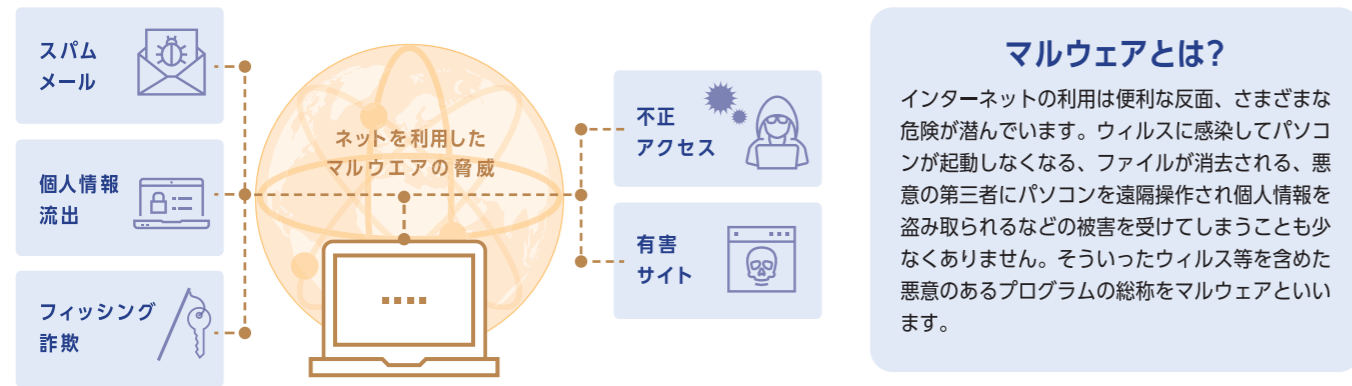 スパム
メール
個人情報
流出
フィッシング
詐欺
ネットを利用した
マルウエアの脅威
不正
アクセス
有害
サイト
マルウェアとは?
インターネットの利用は便利な反面、さまざまな
危険が潜んでいます。ウィルスに感染してパソコ
ンが起動しなくなる、ファイルが消去される、悪
意の第三者にパソコンを遠隔操作され個人情報を
盗み取られるなどの被害を受けてしまうことも少
なくありません。そういったウィルス等を含めた
悪意のあるプログラムの総称をマルウェアといい
ます。